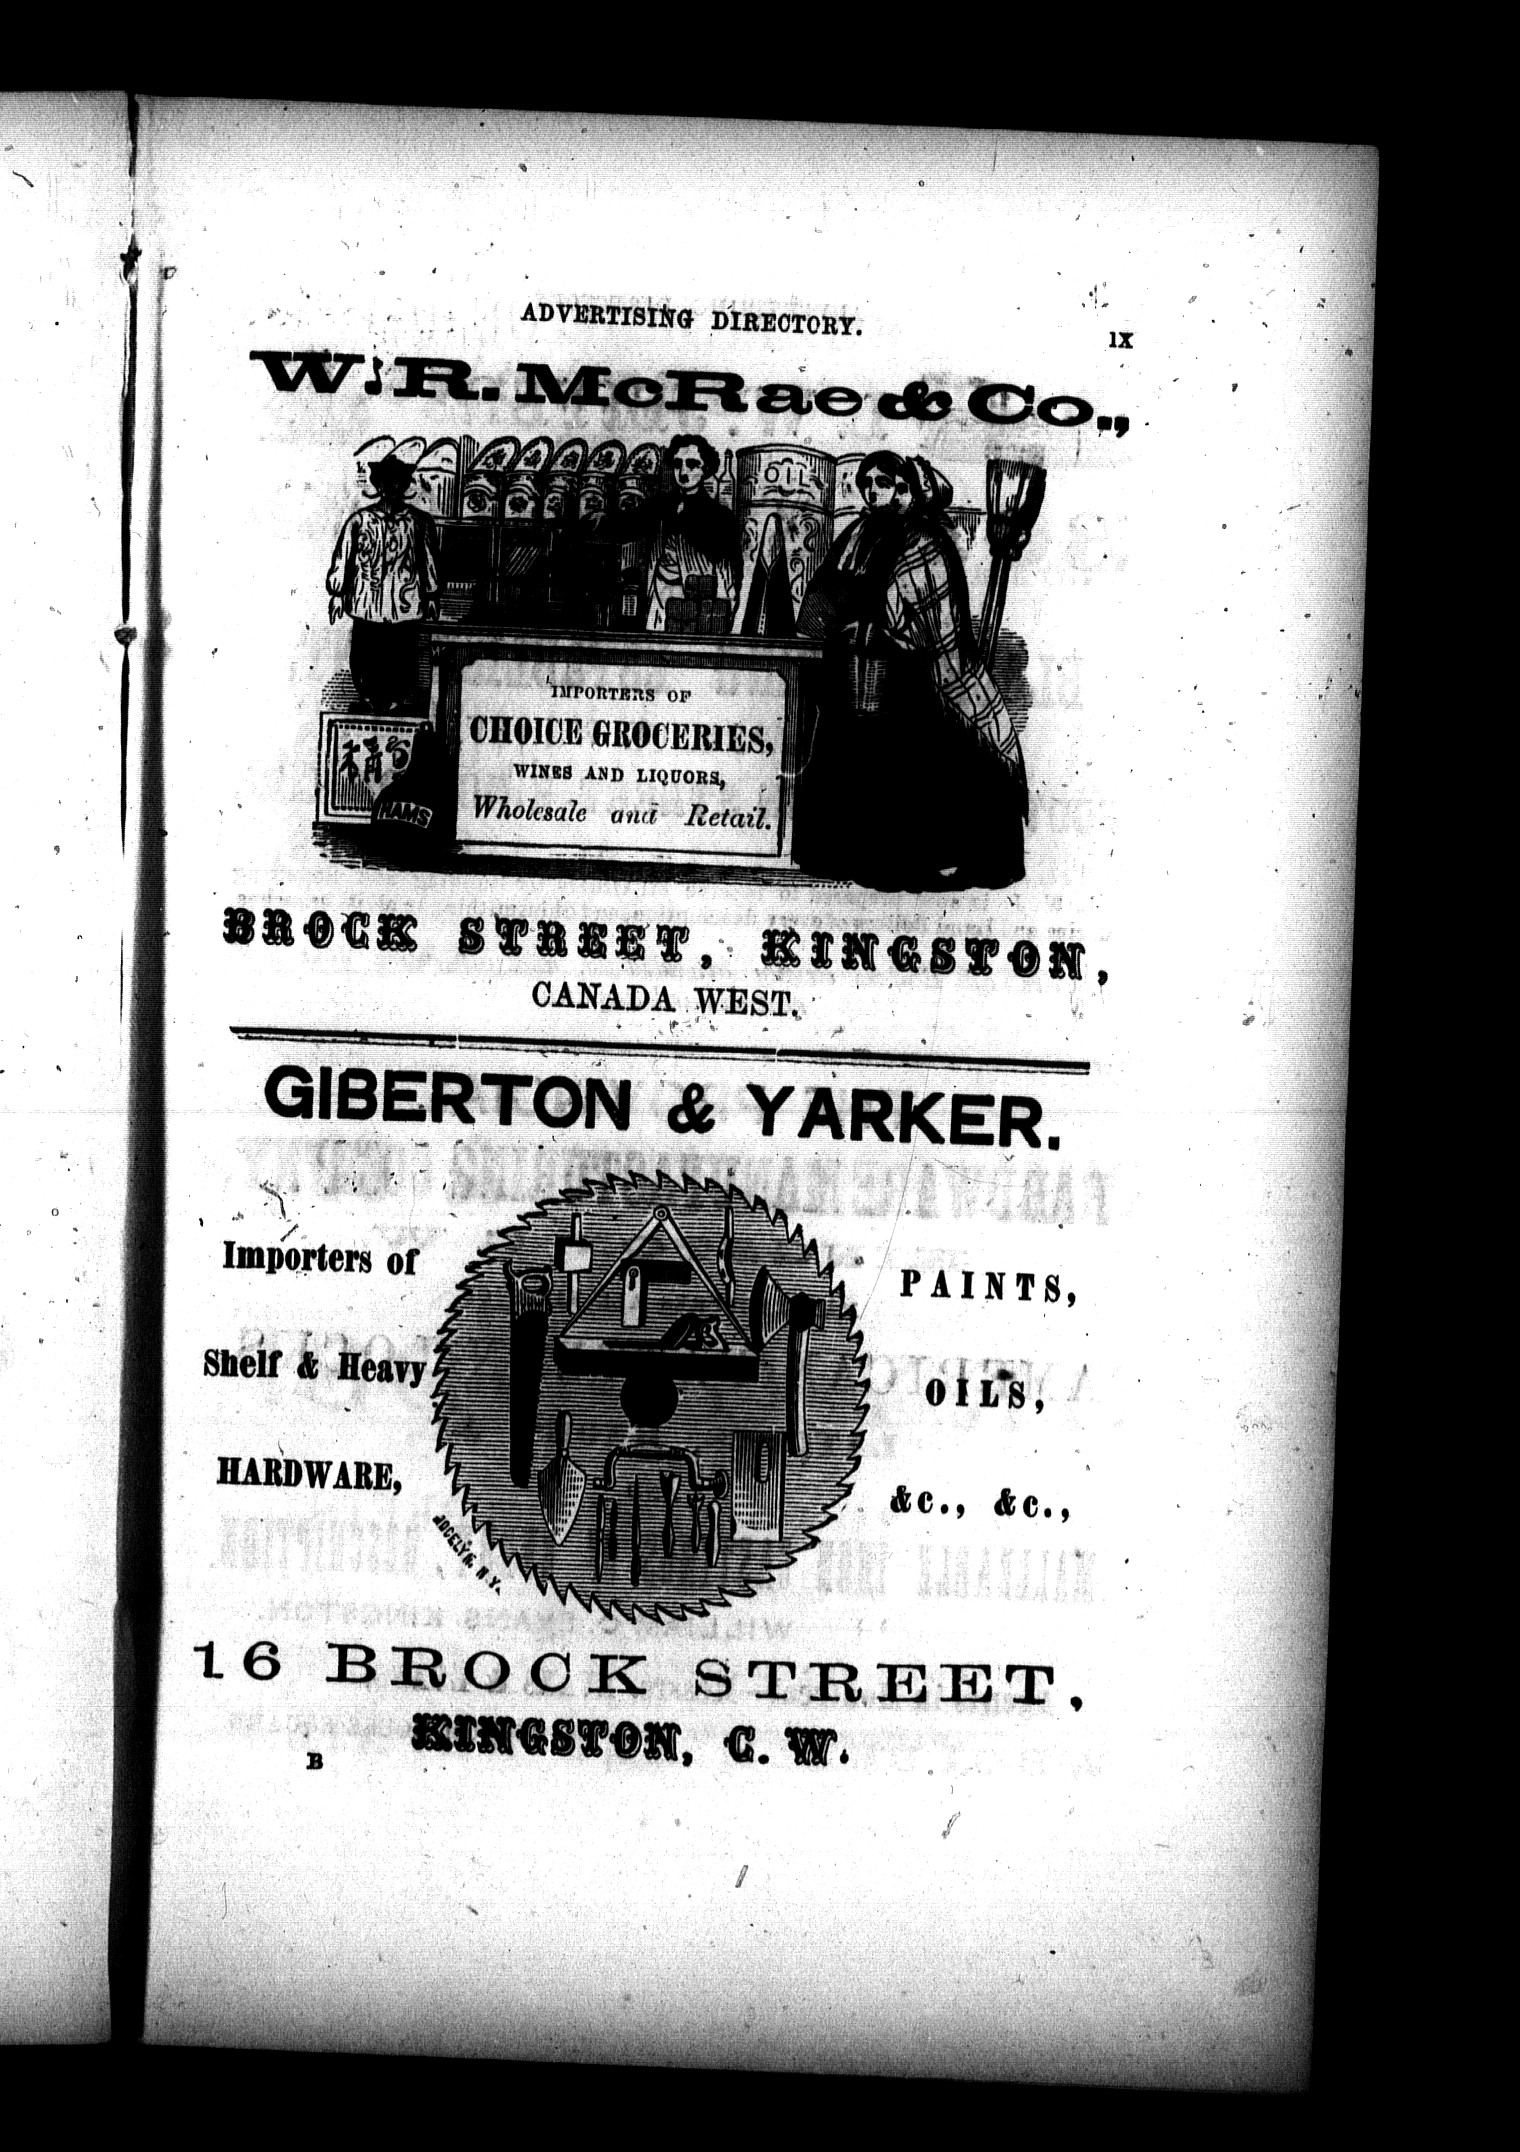 ADVERTISING DIRECTORY.
ix
W. R. McRae & Co.,
OIL
IMPORTERS OF
CHOICE GROCERIES,
WINES AND LIQUORS,
Wholesale and Retail.
HAMS
BROCK STREET, KINGSTON,
CANADA WEST.
GIBERTON & YARKER.
Importers of
Shelf & Heavy
HARDWARE,
PAINTS,
OILS,
&c., &c.,
JOCELYN, N.Y.
16 BROCK STREET,
KINGSTON, C. W.
B